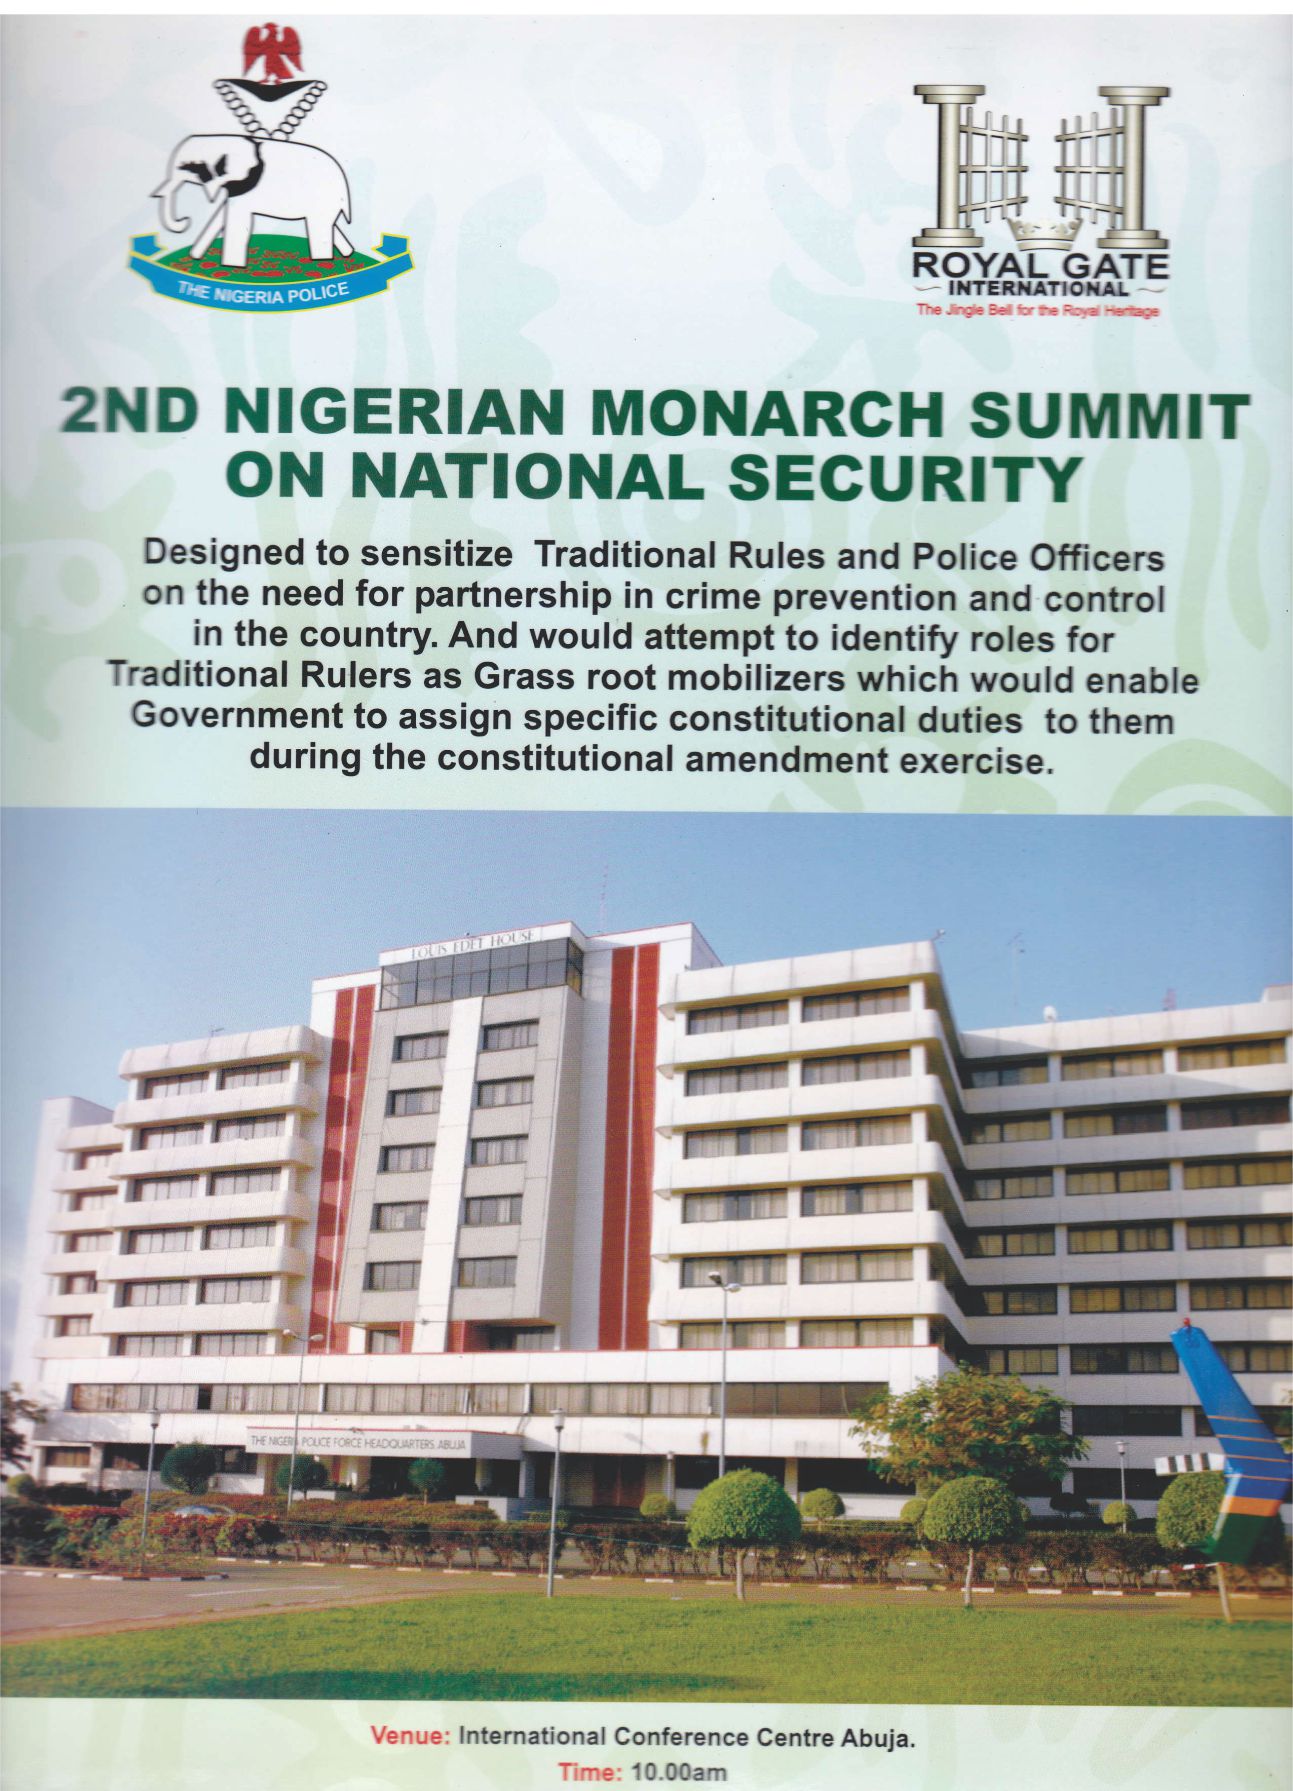 THE NIGERIA POLICE
ROYAL GATE
INTERNATIONAL
The Jingle Bell for the Royal Heritage
2ND NIGERIAN MONARCH SUMMIT
ON NATIONAL SECURITY
Designed to sensitize Traditional Rules and Police Officers
on the need for partnership in crime prevention and control
in the country. And would attempt to identify roles for
Traditional Rulers as Grass root mobilizers which would enable
Government to assign specific constitutional duties to them
during the constitutional amendment exercise.
LOUIS EDET HOUSE
THE NIGERIA POLICE FORCE HEADQUARTERS ABUJA
Venue: International Conference Centre Abuja.
Time: 10.00am